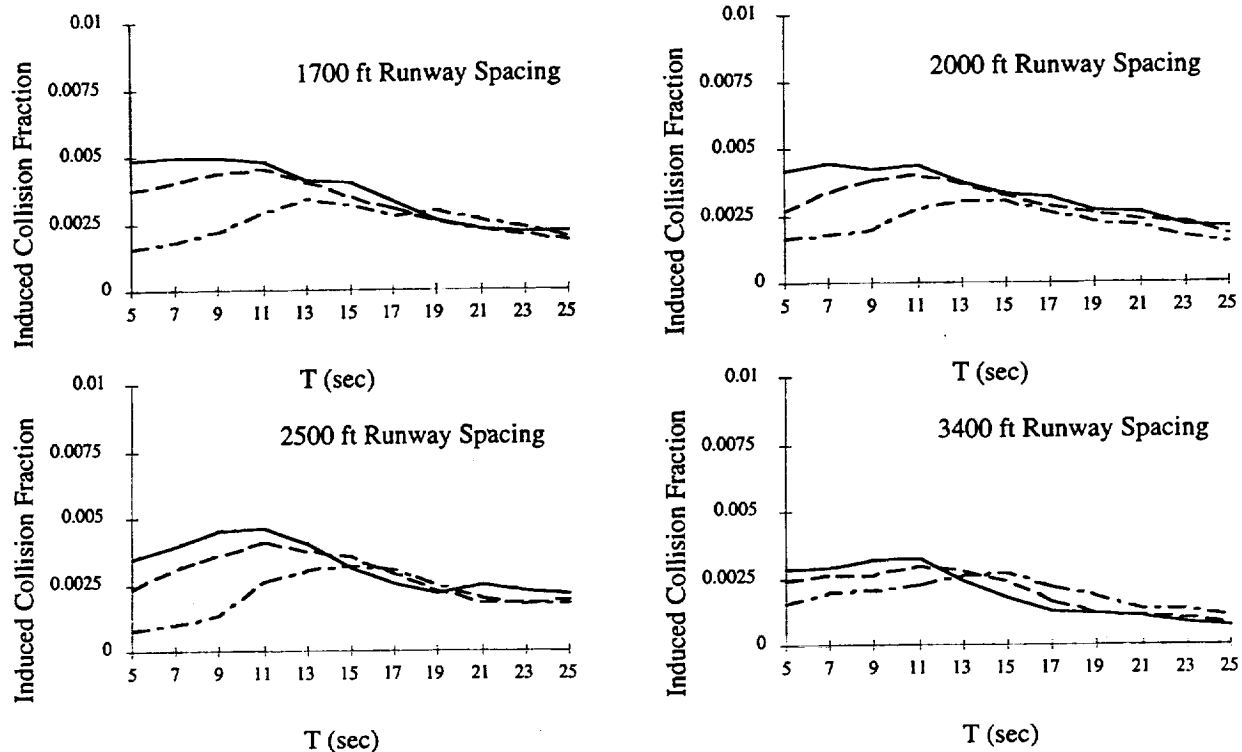 0.01
0.0075
0.005
0.0025
0
Induced Collision Fraction
1700 ft Runway Spacing
5 7 9 11 13 15 17 19 21 23 25
T (sec)
0.01
0.0075
0.005
0.0025
0
Induced Collision Fraction
2000 ft Runway Spacing
5 7 9 11 13 15 17 19 21 23 25
T (sec)
0.01
0.0075
0.005
0.0025
0
Induced Collision Fraction
2500 ft Runway Spacing
5 7 9 11 13 15 17 19 21 23 25
T (sec)
0.01
0.0075
0.005
0.0025
0
Induced Collision Fraction
3400 ft Runway Spacing
5 7 9 11 13 15 17 19 21 23 25
T (sec)